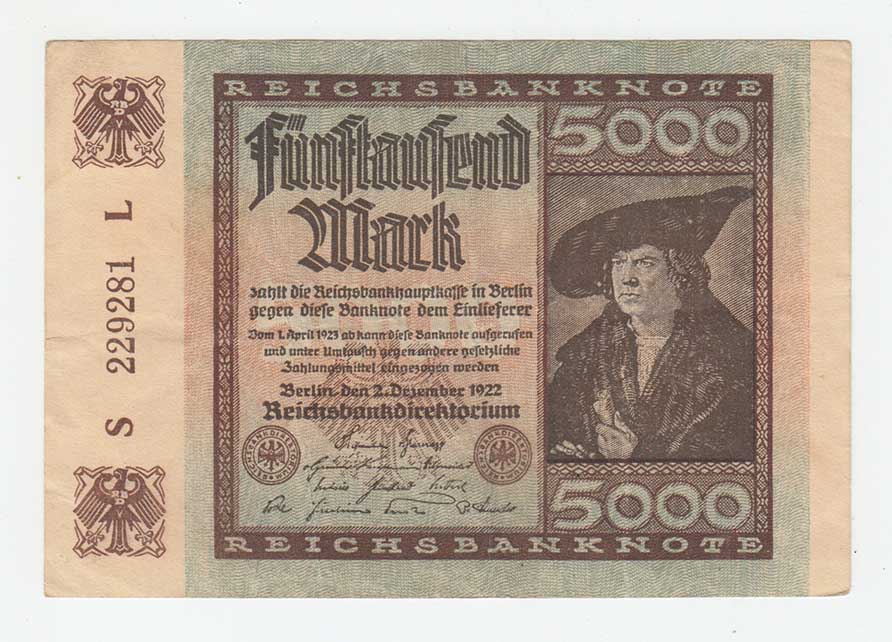 REICHSBANKNOTE
Fünftausend
Mark
zahlt die Reichsbankhauptkasse in Berlin
gegen diese Banknote dem Einlieferer
Vom 1. April 1923 ab kann diese Banknote aufgerufen
und unter Umtausch gegen andere gesetzliche
Zahlungsmittel eingezogen werden
Berlin, den 2. Dezember 1922
Reichsbankdirektorium
5000
5000
REICHSBANKNOTE
S 229281 L